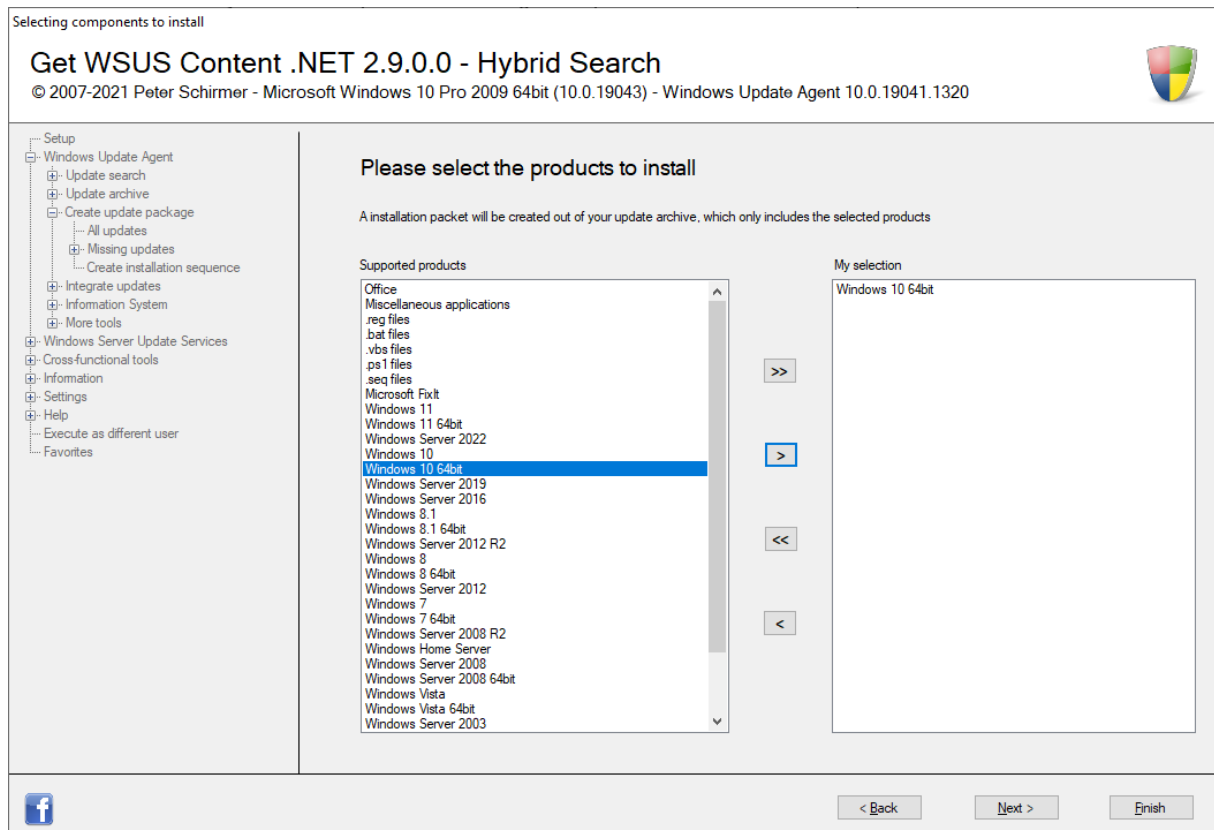 Selecting components to install
Get WSUS Content .NET 2.9.0.0 - Hybrid Search
© 2007-2021 Peter Schirmer - Microsoft Windows 10 Pro 2009 64bit (10.0.19043) - Windows Update Agent 10.0.19041.1320
Setup
Windows Update Agent
Update search
Update archive
Create update package
All updates
Missing updates
Create installation sequence
Integrate updates
Information System
More tools
Windows Server Update Services
Cross-functional tools
Information
Settings
Help
Execute as different user
Favorites
Please select the products to install
A installation packet will be created out of your update archive, which only includes the selected products
Supported products
Office
Miscellaneous applications
.reg files
.bat files
.vbs files
.ps1 files
.seq files
Microsoft FixIt
Windows 11
Windows 11 64bit
Windows Server 2022
Windows 10
Windows 10 64bit
Windows Server 2019
Windows Server 2016
Windows 8.1
Windows 8.1 64bit
Windows Server 2012 R2
Windows 8
Windows 8 64bit
Windows Server 2012
Windows 7
Windows 7 64bit
Windows Server 2008 R2
Windows Home Server
Windows Server 2008
Windows Server 2008 64bit
Windows Vista
Windows Vista 64bit
Windows Server 2003
>>
>
<<
<
My selection
Windows 10 64bit
f
< Back
Next >
Finish